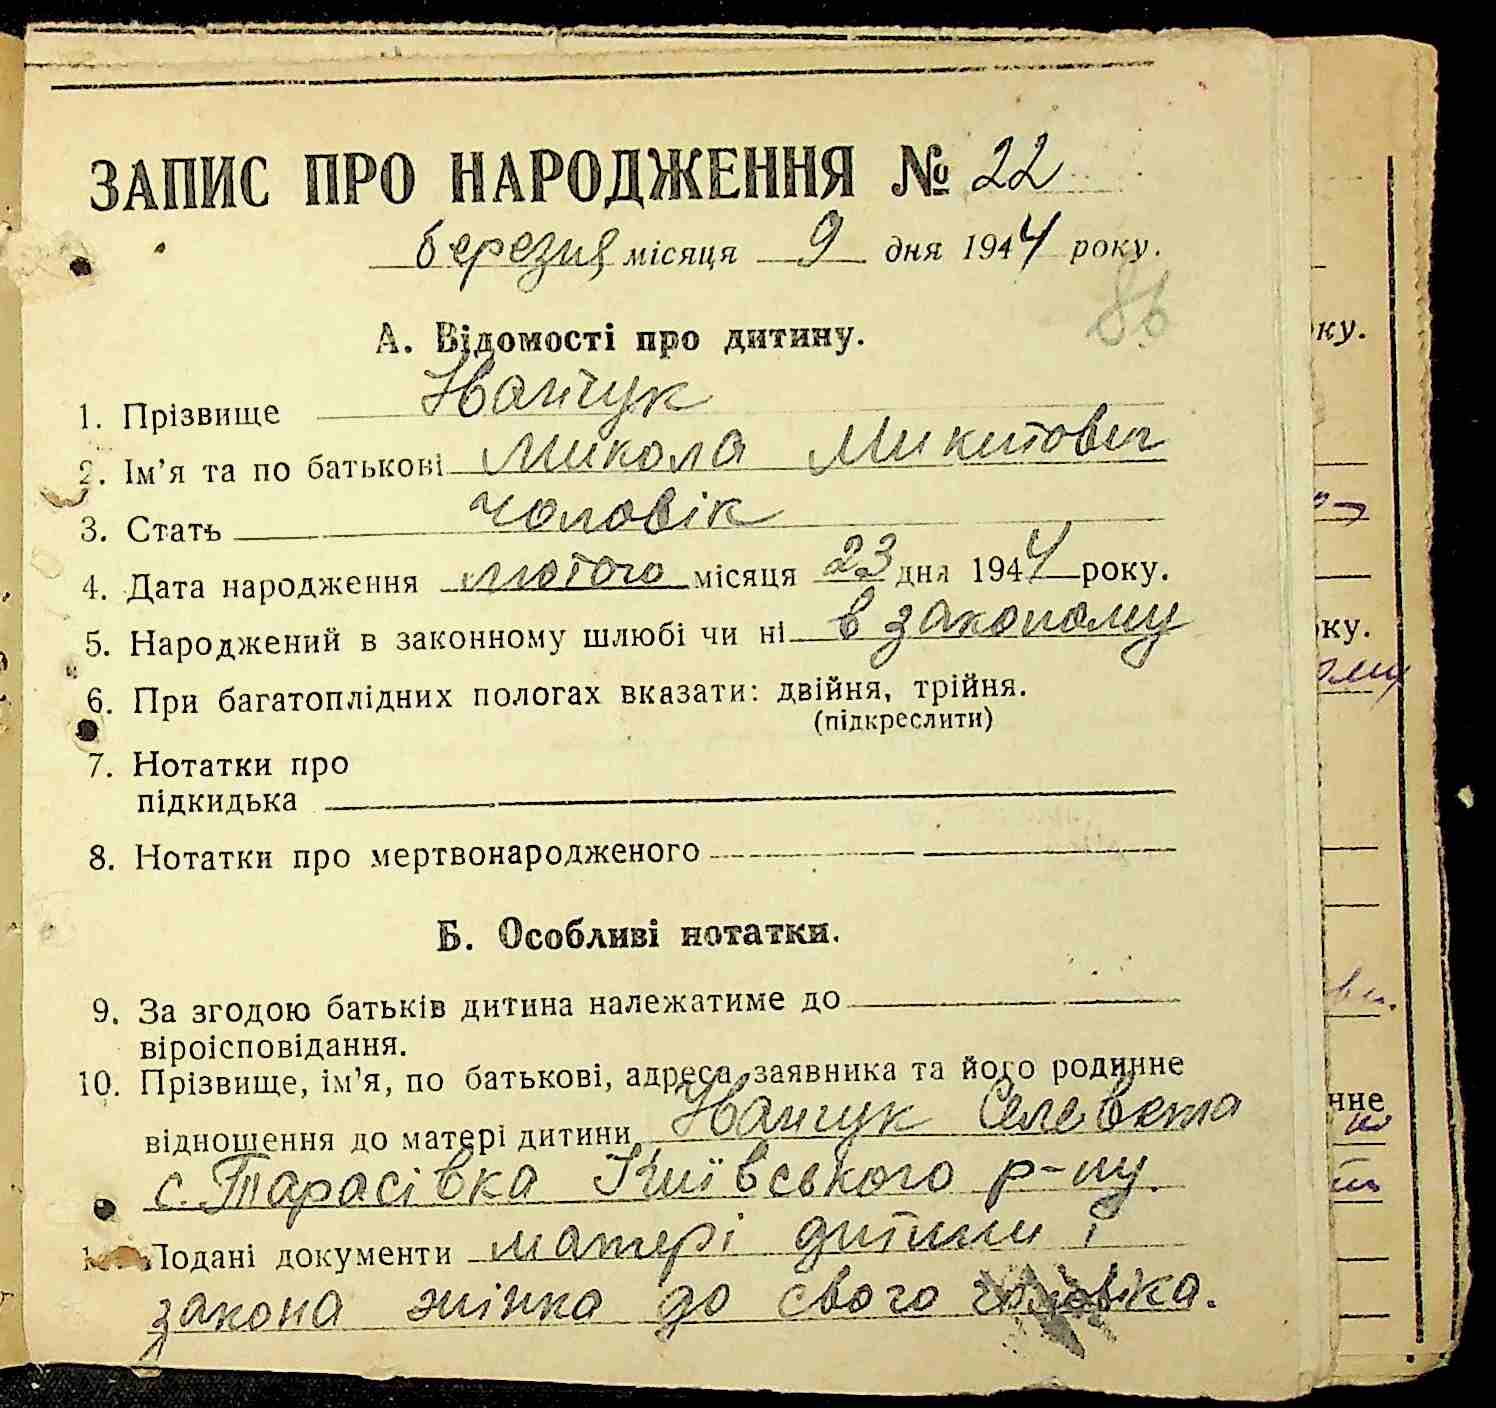 ЗАПИС ПРО НАРОДЖЕННЯ № 22
березня місяця 9 дня 1944 року.
86
А. Відомості про дитину.
1. Прізвище
2. Ім'я та по батькові Микола Микитович
3. Стать чоловік
4. Дата народження лютого місяця 23 дня 1944 року.
5. Народжений в законному шлюбі чи ні в законому
6. При багатоплідних пологах вказати: двійня, трійня.
(підкреслити)
7. Нотатки про
підкидька
8. Нотатки про мертвонародженого
Б. Особливі нотатки.
9. За згодою батьків дитина належатиме до
віроісповідання.
10. Прізвище, ім'я, по батькові, адреса заявника та його родинне
відношення до матері дитини
с. Тарасівка Київського р-ну
Подані документи матері дитини і
закона жінка до свого чоловіка.